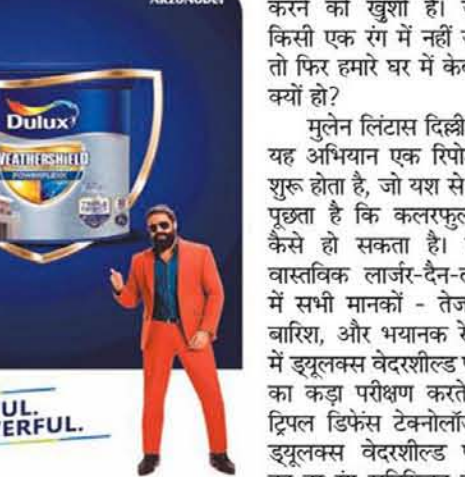 AkzoNobel
Dulux
WEATHERSHIELD
POWERFLEXX
UL.
ERFUL.
करने की खुशी है।
किसी एक रंग में नहीं
तो फिर हमारे घर में
क्यों हो?
मुलेन लिंटास दिल्ली
यह अभियान एक
शुरू होता है, जो यश से
पूछता है कि
कैसे हो सकता है।
वास्तविक लार्जर-दैन-
में सभी मानकों -
बारिश, और भयानक
में ड्यूलक्स वेदरशील्ड
का कड़ा परीक्षण करते
ट्रिपल डिफेंस
ड्यूलक्स वेदरशील्ड